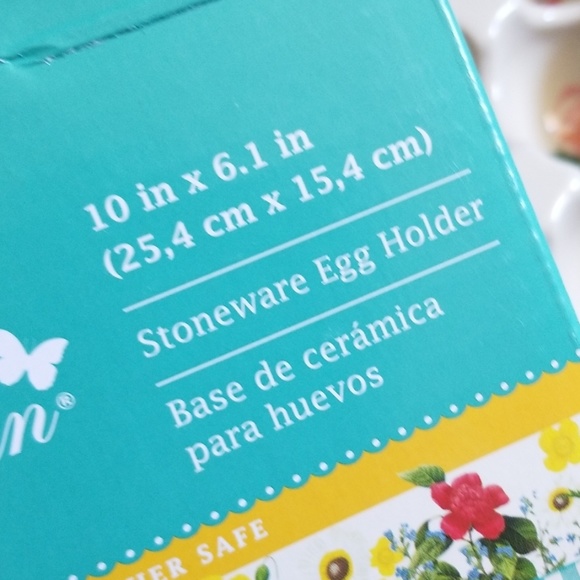 10 in x 6.1 in
(25,4 cm x 15,4 cm)
Stoneware Egg Holder
Base de cerámica
para huevos
SAFE